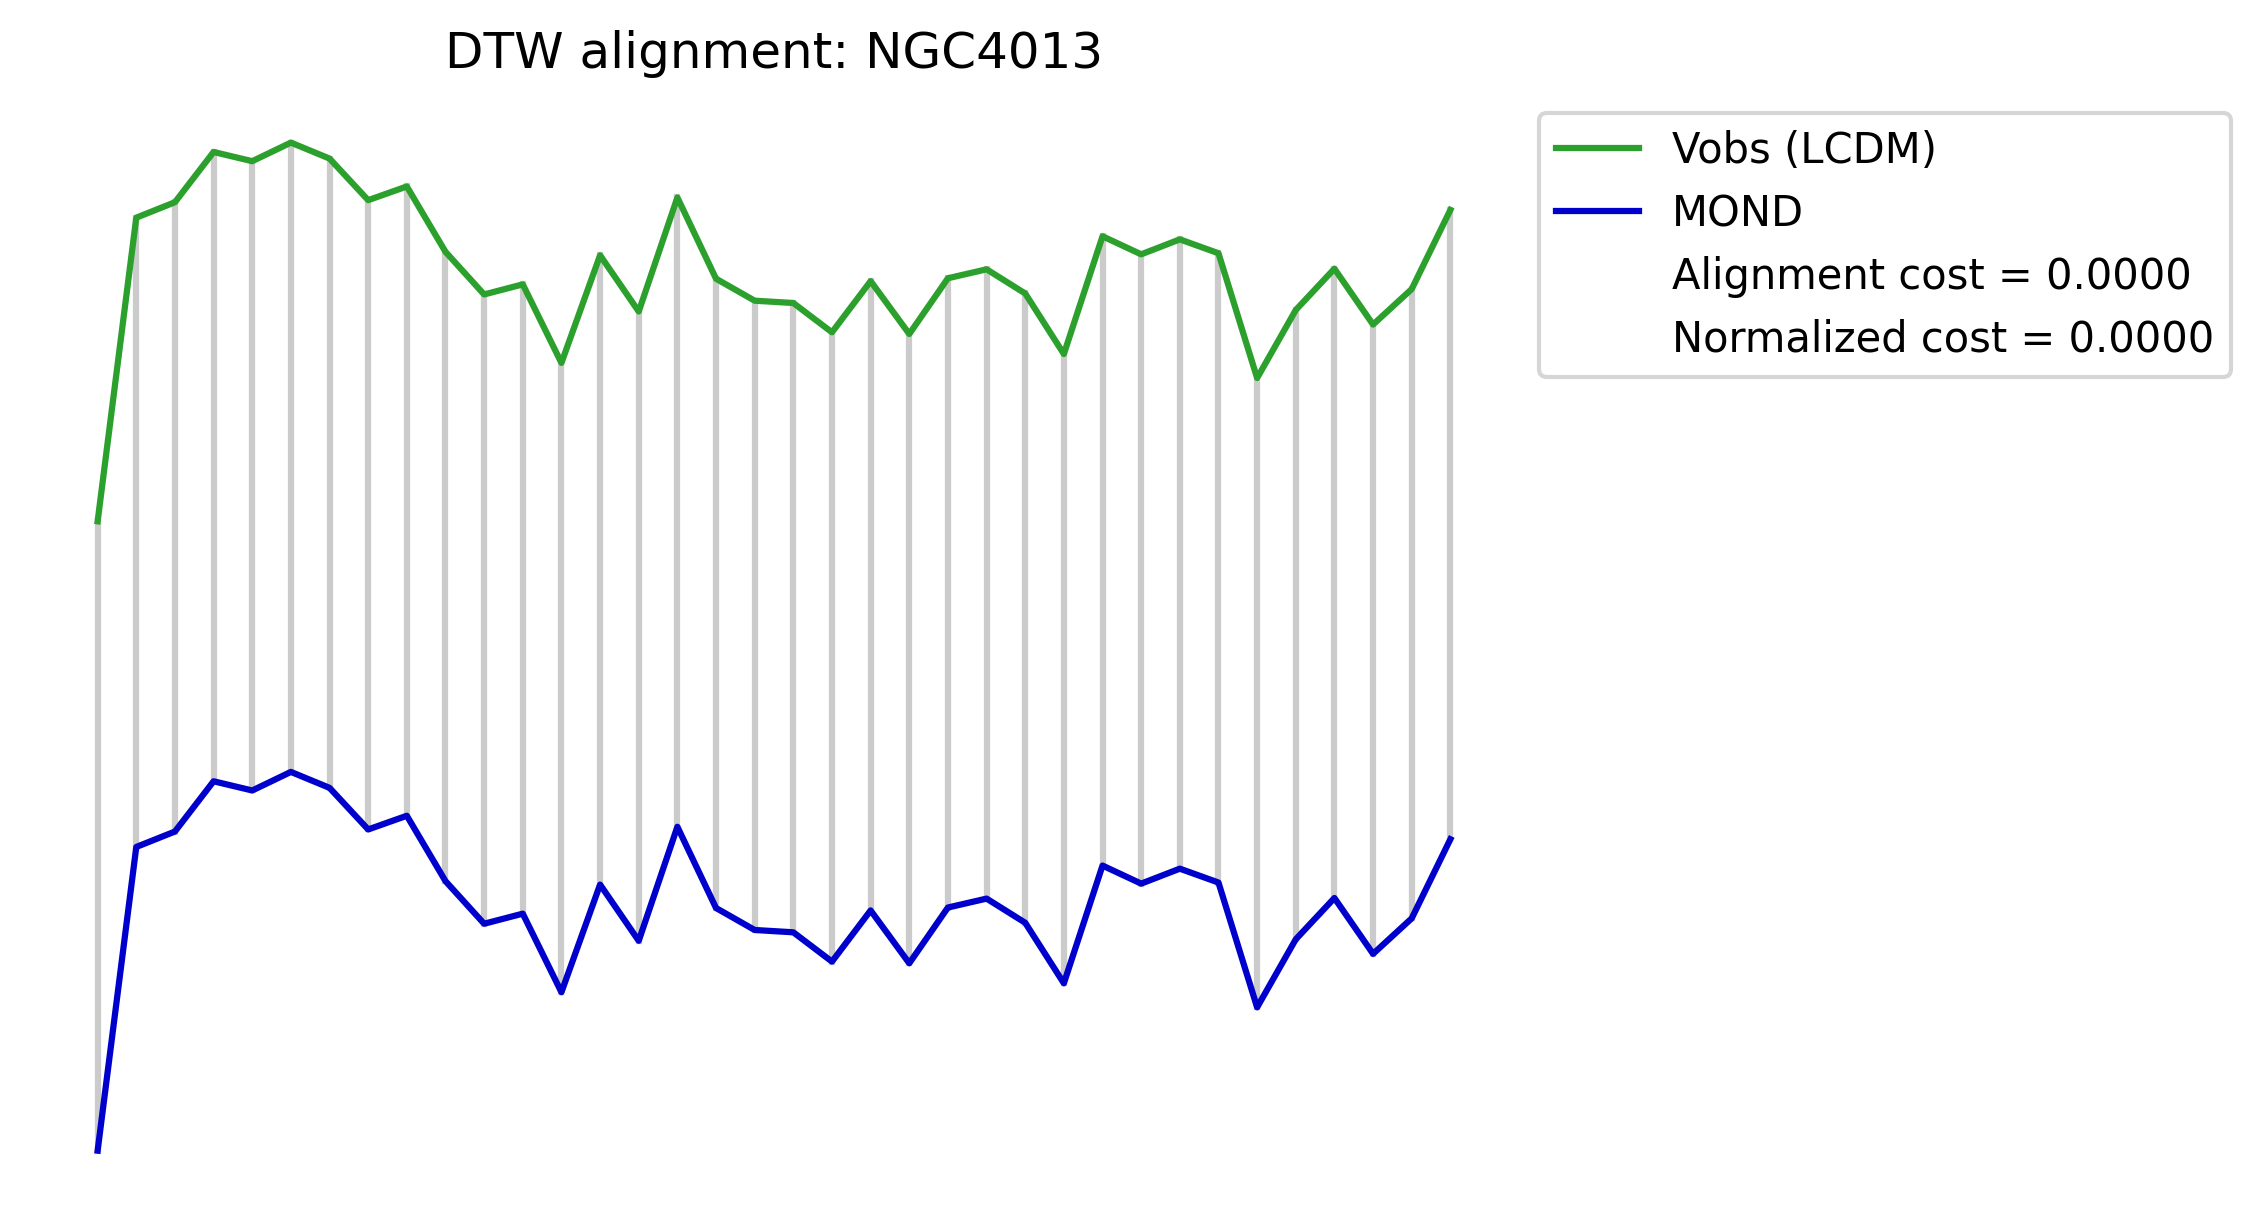 DTW alignment: NGC4013
Vobs (LCDM)
MOND
Alignment cost = 0.0000
Normalized cost = 0.0000